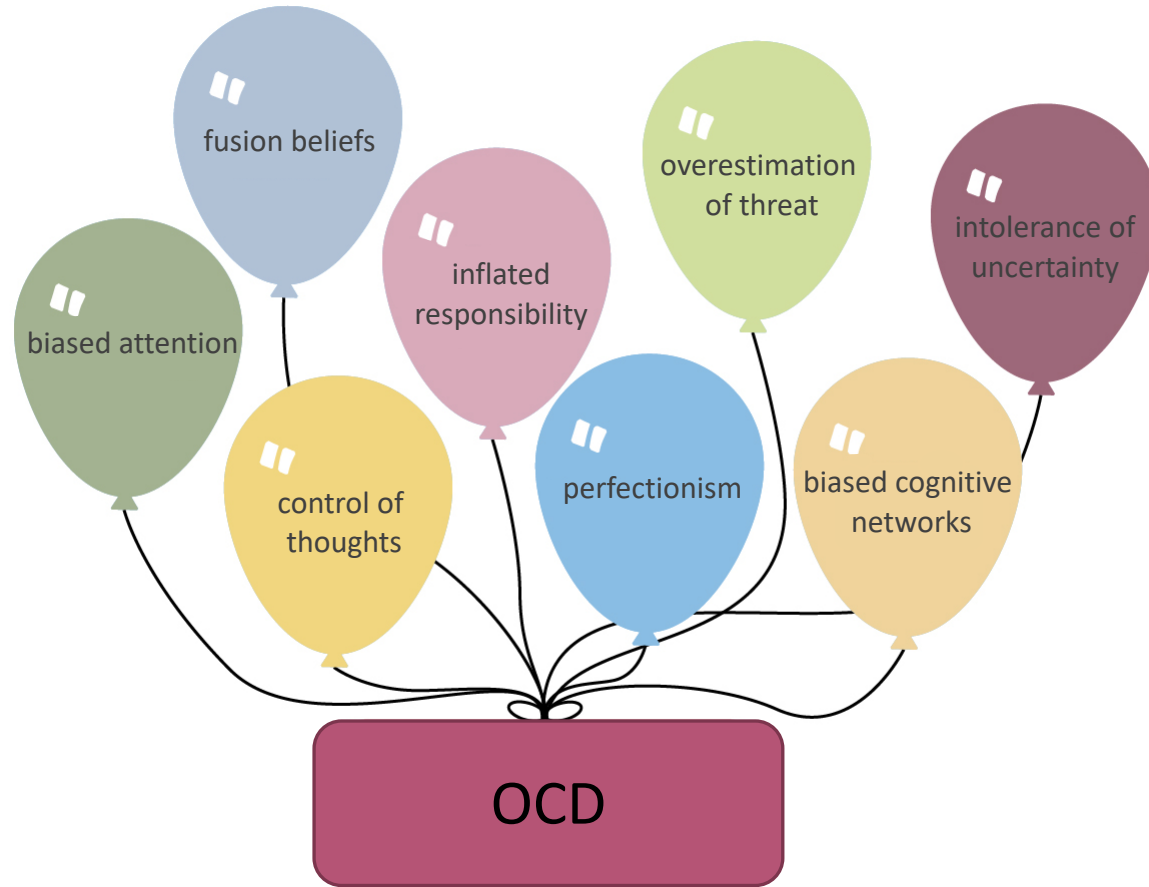 fusion beliefs
overestimation
of threat
intolerance of
uncertainty
inflated
responsibility
biased attention
control of
thoughts
perfectionism
biased cognitive
networks
OCD